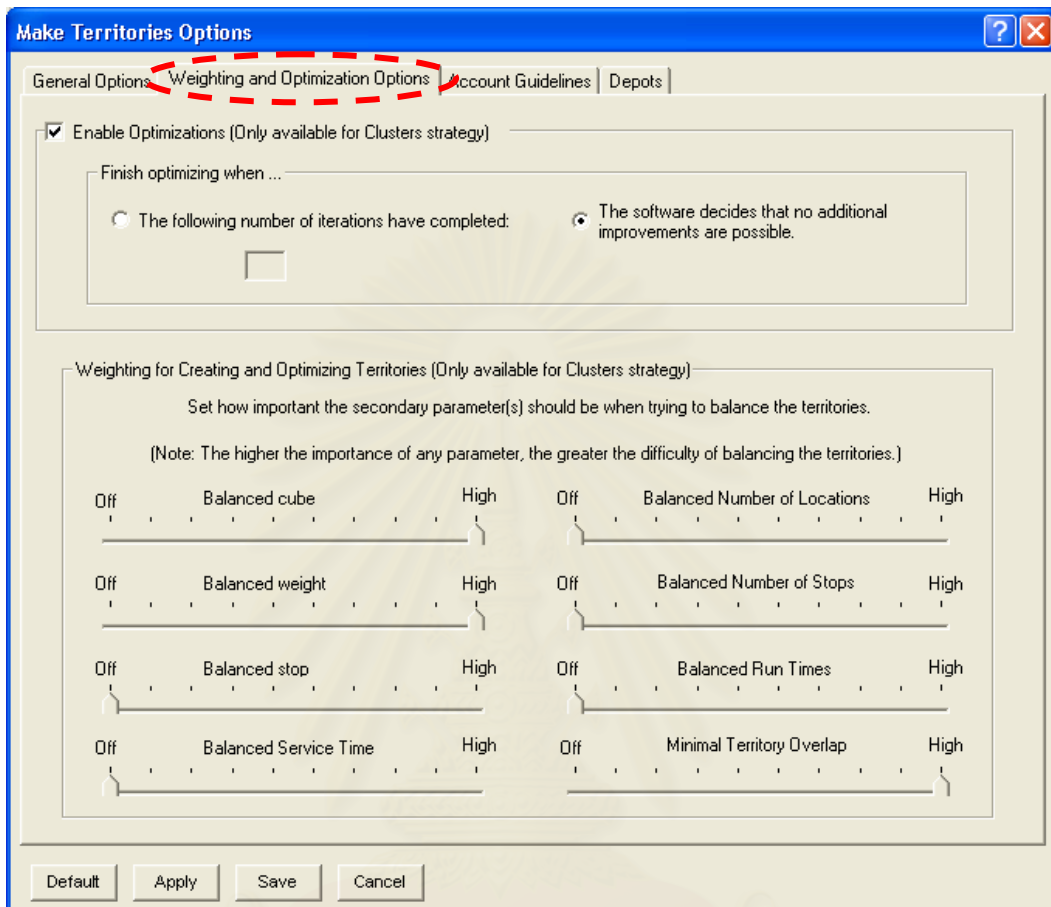 Make Territories Options
General Options
Weighting and Optimization Options
Account Guidelines
Depots
Enable Optimizations (Only available for Clusters strategy)
Finish optimizing when ...
The following number of iterations have completed:
The software decides that no additional
improvements are possible.
Weighting for Creating and Optimizing Territories (Only available for Clusters strategy)
Set how important the secondary parameter(s) should be when trying to balance the territories.
(Note: The higher the importance of any parameter, the greater the difficulty of balancing the territories.)
Off Balanced cube High
Off Balanced Number of Locations High
Off Balanced weight High
Off Balanced Number of Stops High
Off Balanced stop High
Off Balanced Run Times High
Off Balanced Service Time High
Off Minimal Territory Overlap High
Default Apply Save Cancel